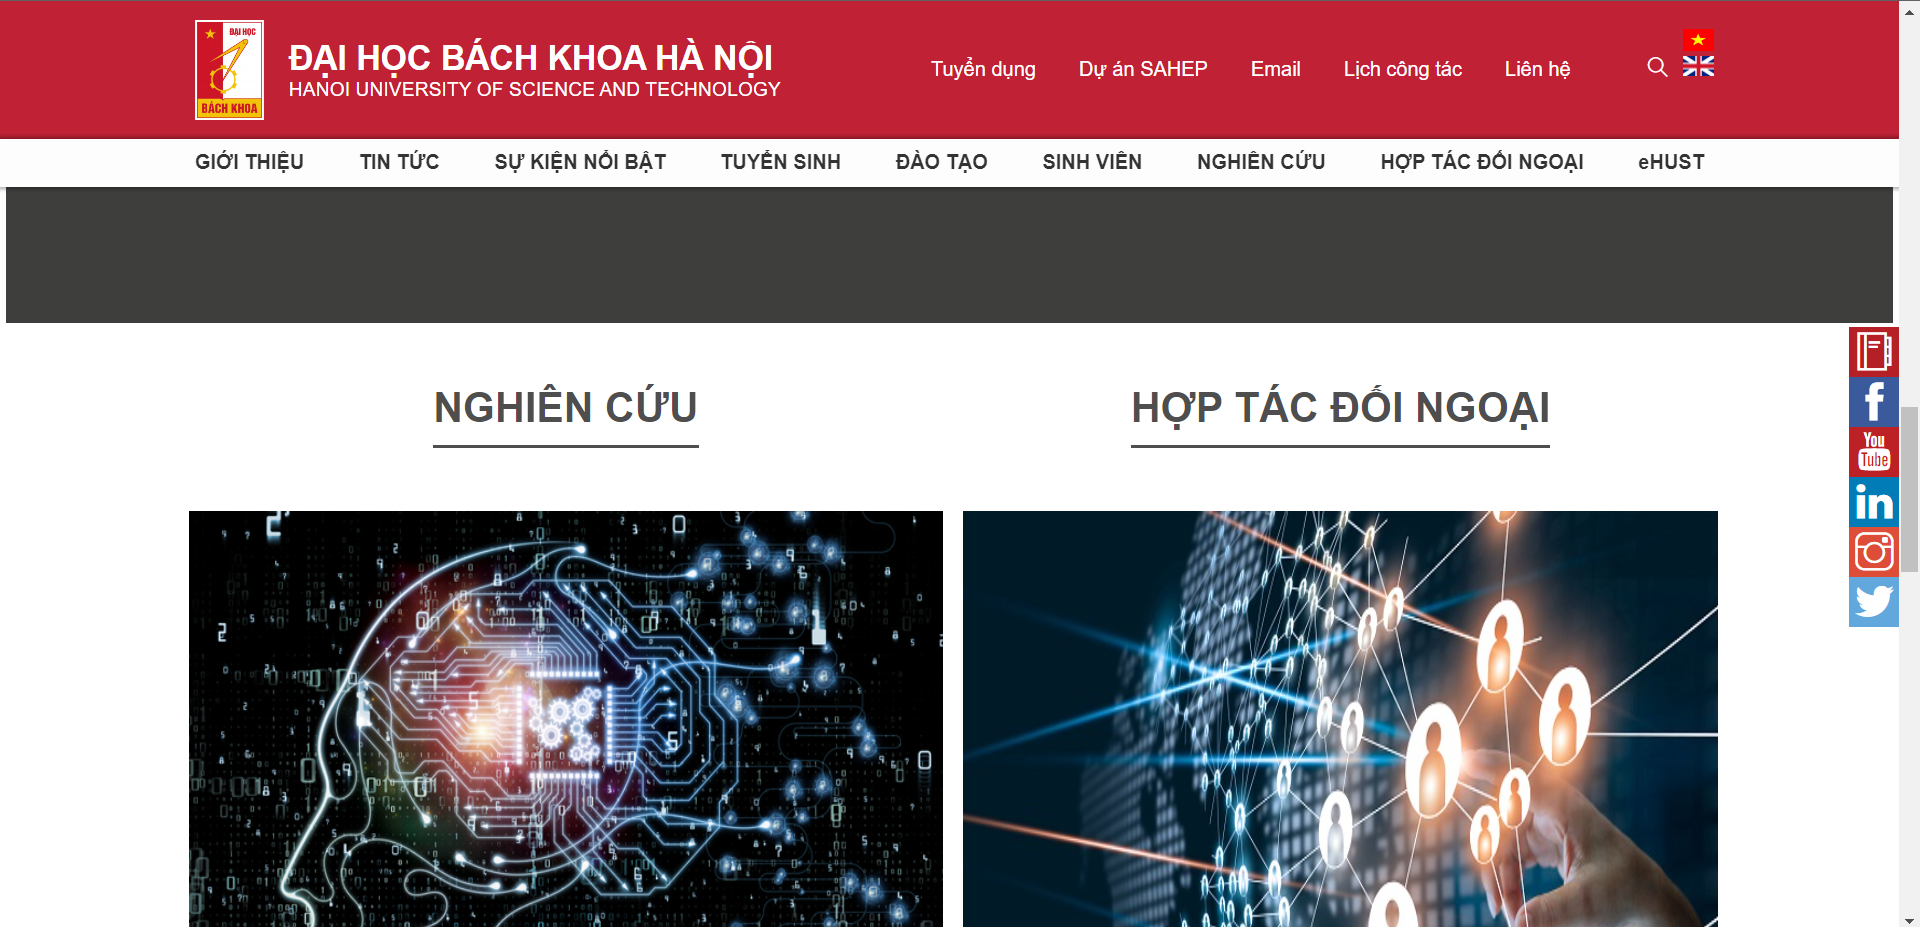 ĐẠI HỌC
BÁCH KHOA
ĐẠI HỌC BÁCH KHOA HÀ NỘI
HANOI UNIVERSITY OF SCIENCE AND TECHNOLOGY
Tuyển dụng Dự án SAHEP Email Lịch công tác Liên hệ
GIỚI THIỆU TIN TỨC SỰ KIỆN NỔI BẬT TUYỂN SINH ĐÀO TẠO SINH VIÊN NGHIÊN CỨU HỢP TÁC ĐỐI NGOẠI eHUST
NGHIÊN CỨU HỢP TÁC ĐỐI NGOẠI
f
You
Tube
in